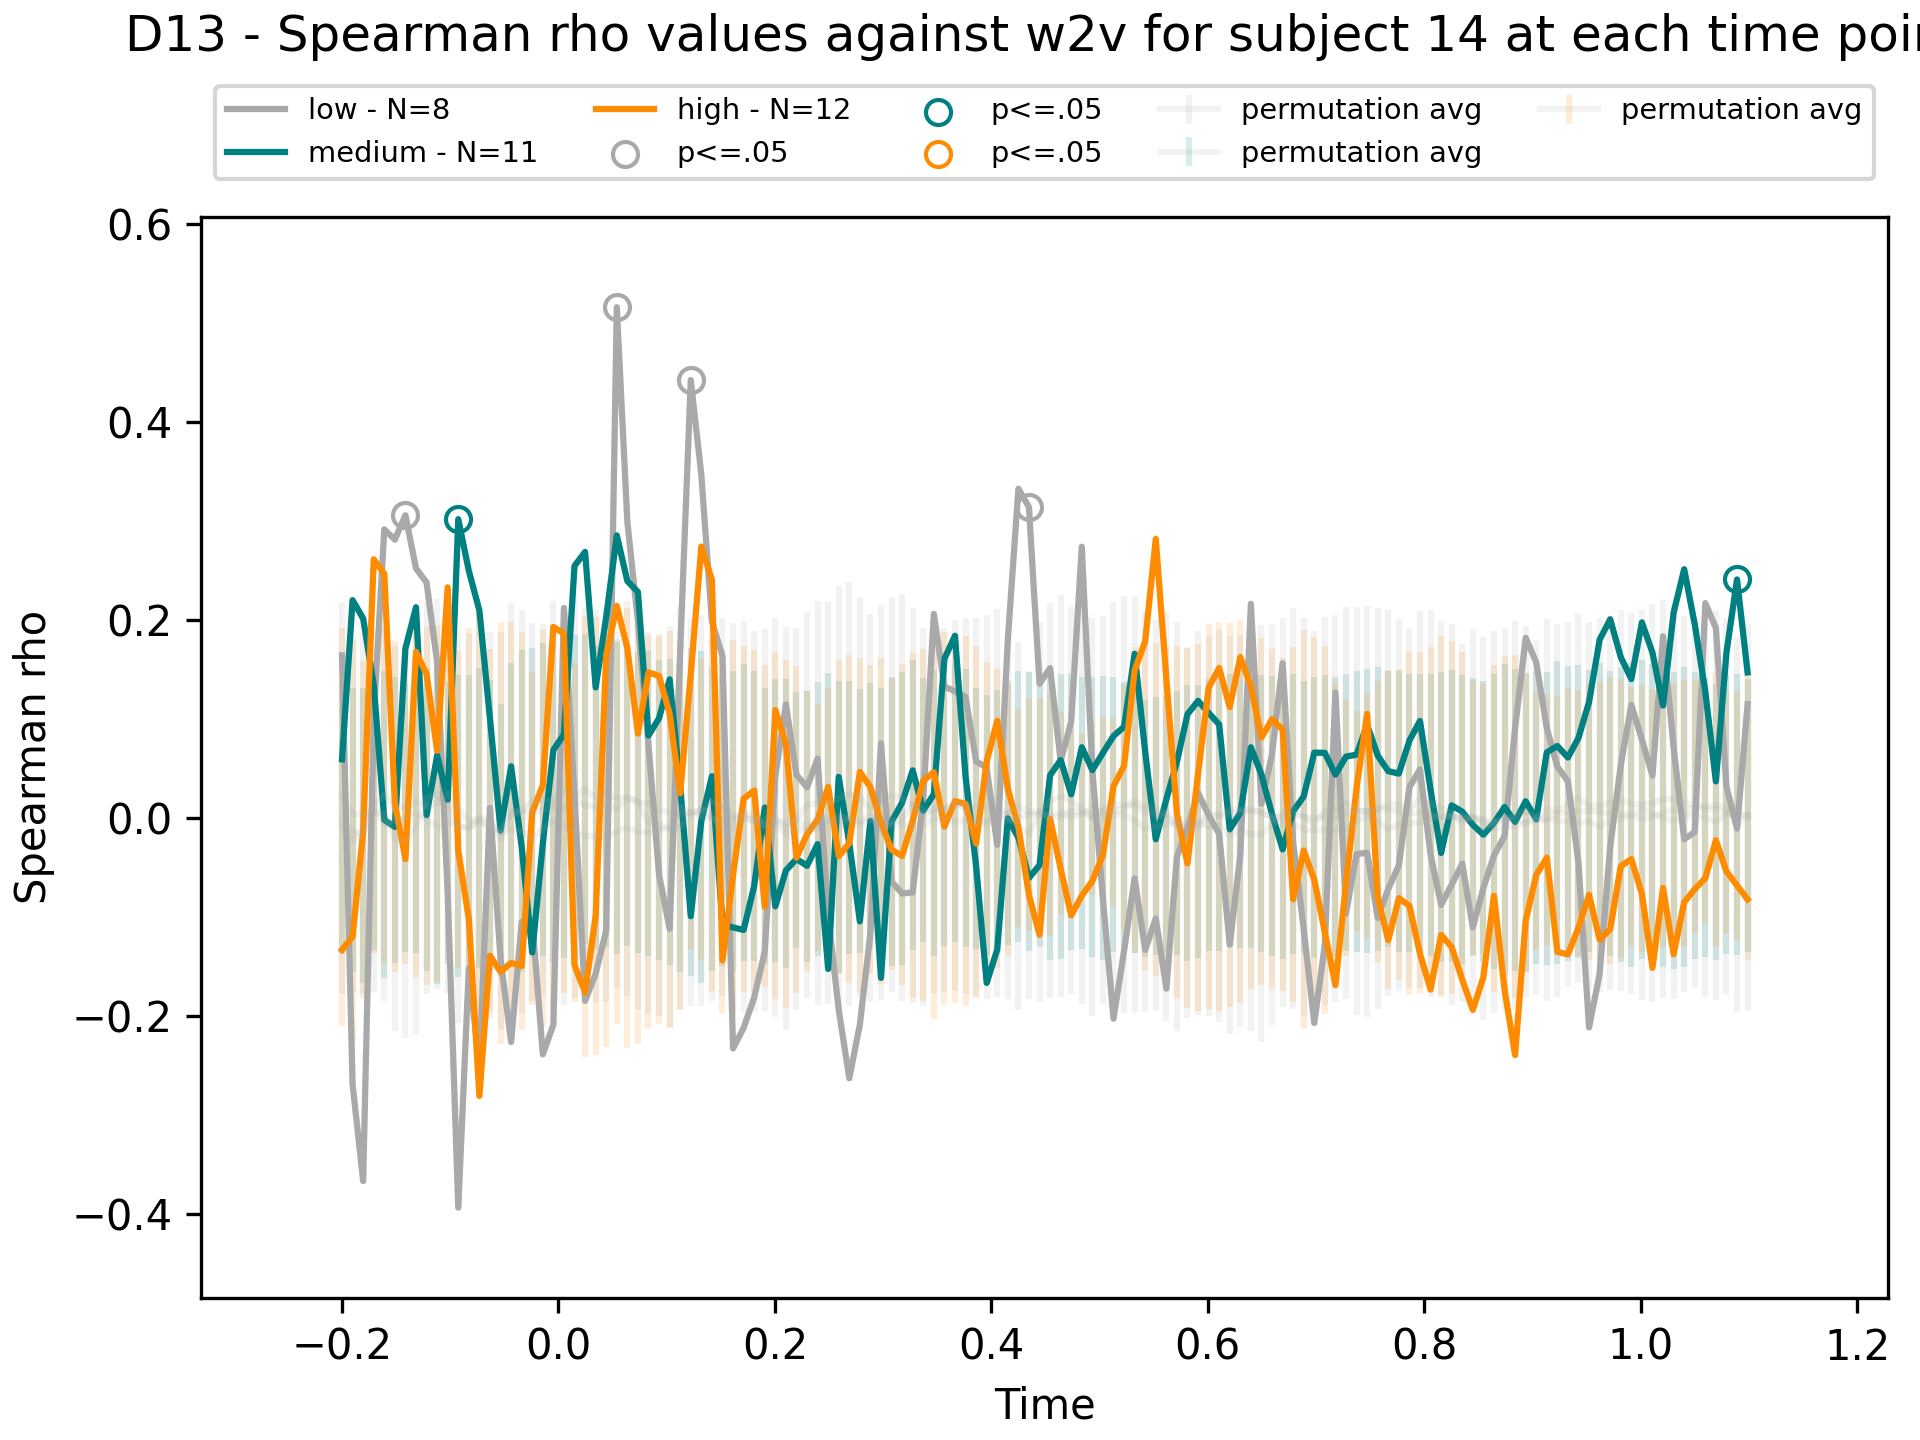 D13 - Spearman rho values against w2v for subject 14 at each time poi
low - N=8
medium - N=11
high - N=12
p<=.05
p<=.05
p<=.05
permutation avg
permutation avg
permutation avg
Spearman rho
0.6
0.4
0.2
0.0
−0.2
−0.4
−0.2 0.0 0.2 0.4 0.6 0.8 1.0 1.2
Time